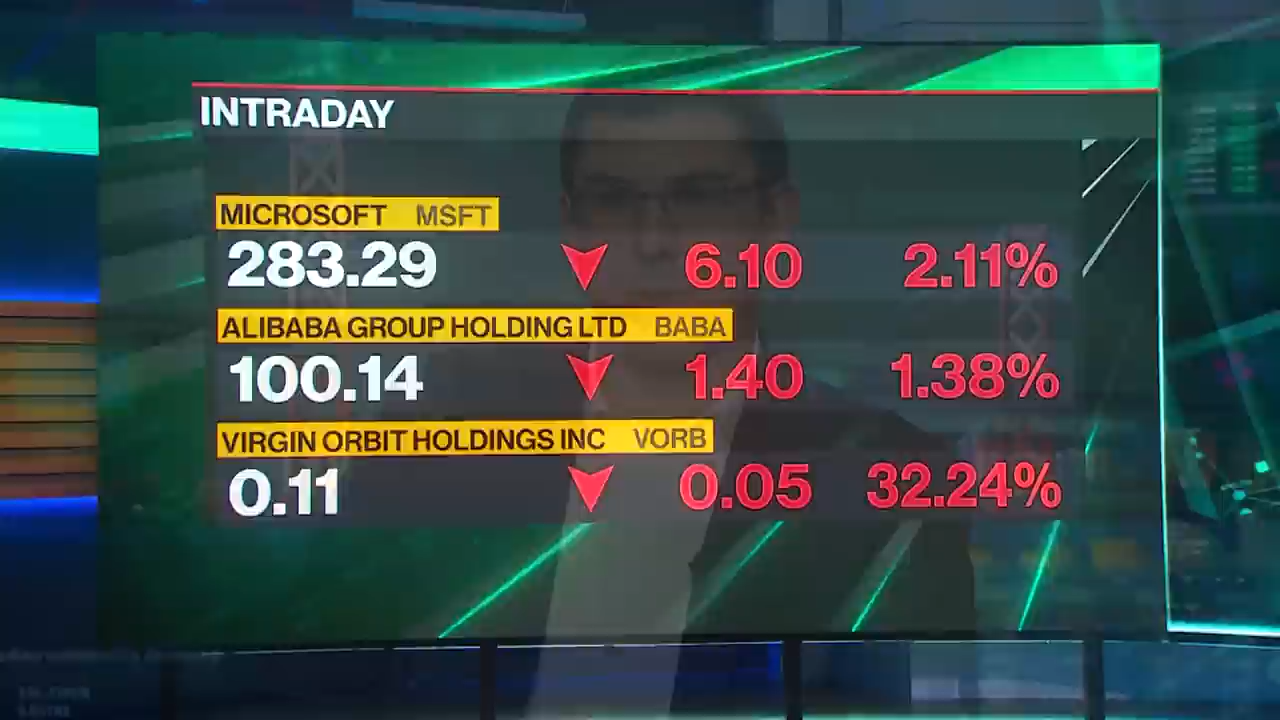 INTRADAY
MICROSOFT MSFT
283.29 6.10 2.11%
ALIBABA GROUP HOLDING LTD BABA
100.14 1.40 1.38%
VIRGIN ORBIT HOLDINGS INC VORB
0.11 0.05 32.24%